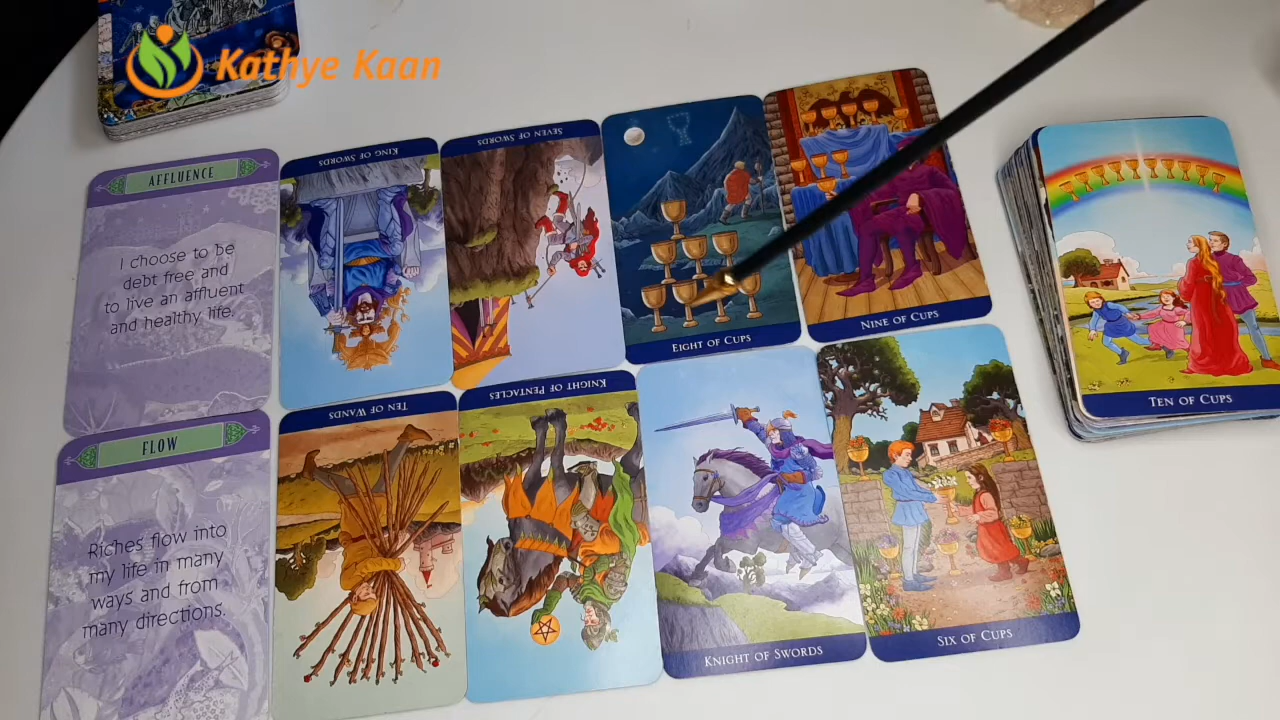 Kathye Kaan
AFFLUENCE
I choose to be
debt free and
to live an affluent
and healthy life.
KING OF SWORDS
SEVEN OF SWORDS
EIGHT OF CUPS
NINE OF CUPS
TEN OF CUPS
FLOW
Riches flow into
my life in many
ways and from
many directions.
TEN OF WANDS
KNIGHT OF PENTACLES
KNIGHT OF SWORDS
SIX OF CUPS